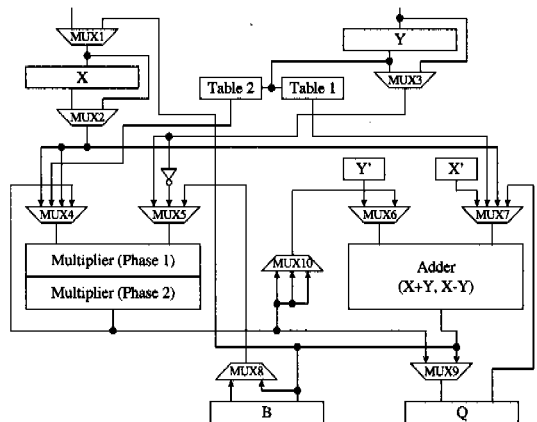 MUX1
Y
X
MUX3
Table 2
Table 1
MUX2
Y'
X'
MUX4
MUX5
MUX6
MUX7
Multiplier (Phase 1)
MUX10
Adder
(X+Y, X-Y)
Multiplier (Phase 2)
MUX8
MUX9
B
Q